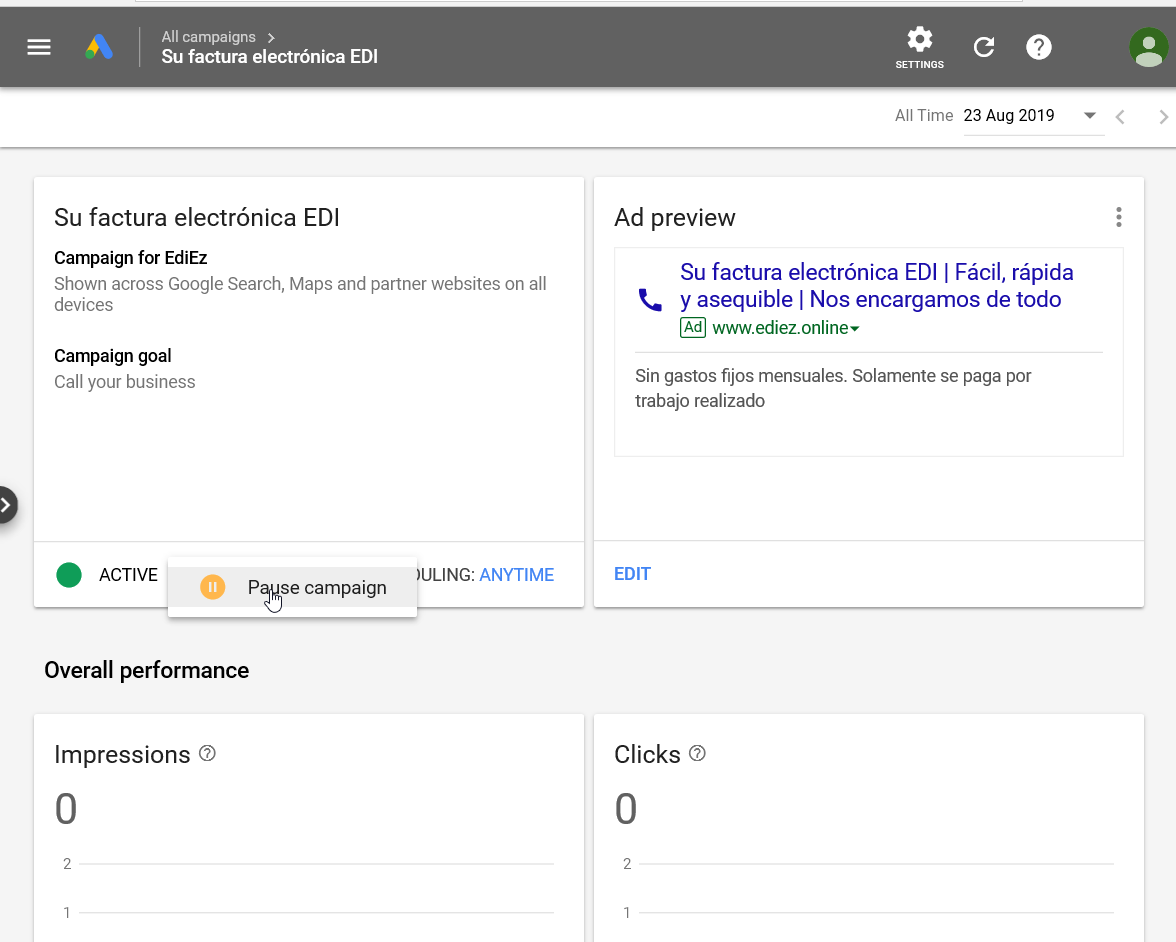 All campaigns
Su factura electrónica EDI
SETTINGS
All Time 23 Aug 2019
Su factura electrónica EDI
Campaign for EdiEz
Shown across Google Search, Maps and partner websites on all
devices
Campaign goal
Call your business
ACTIVE
Pause campaign
DULING: ANYTIME
Ad preview
Su factura electrónica EDI | Fácil, rápida
y asequible | Nos encargamos de todo
Ad www.ediez.online
Sin gastos fijos mensuales. Solamente se paga por
trabajo realizado
EDIT
Overall performance
Impressions ?
0
2
1
Clicks ?
0
2
1